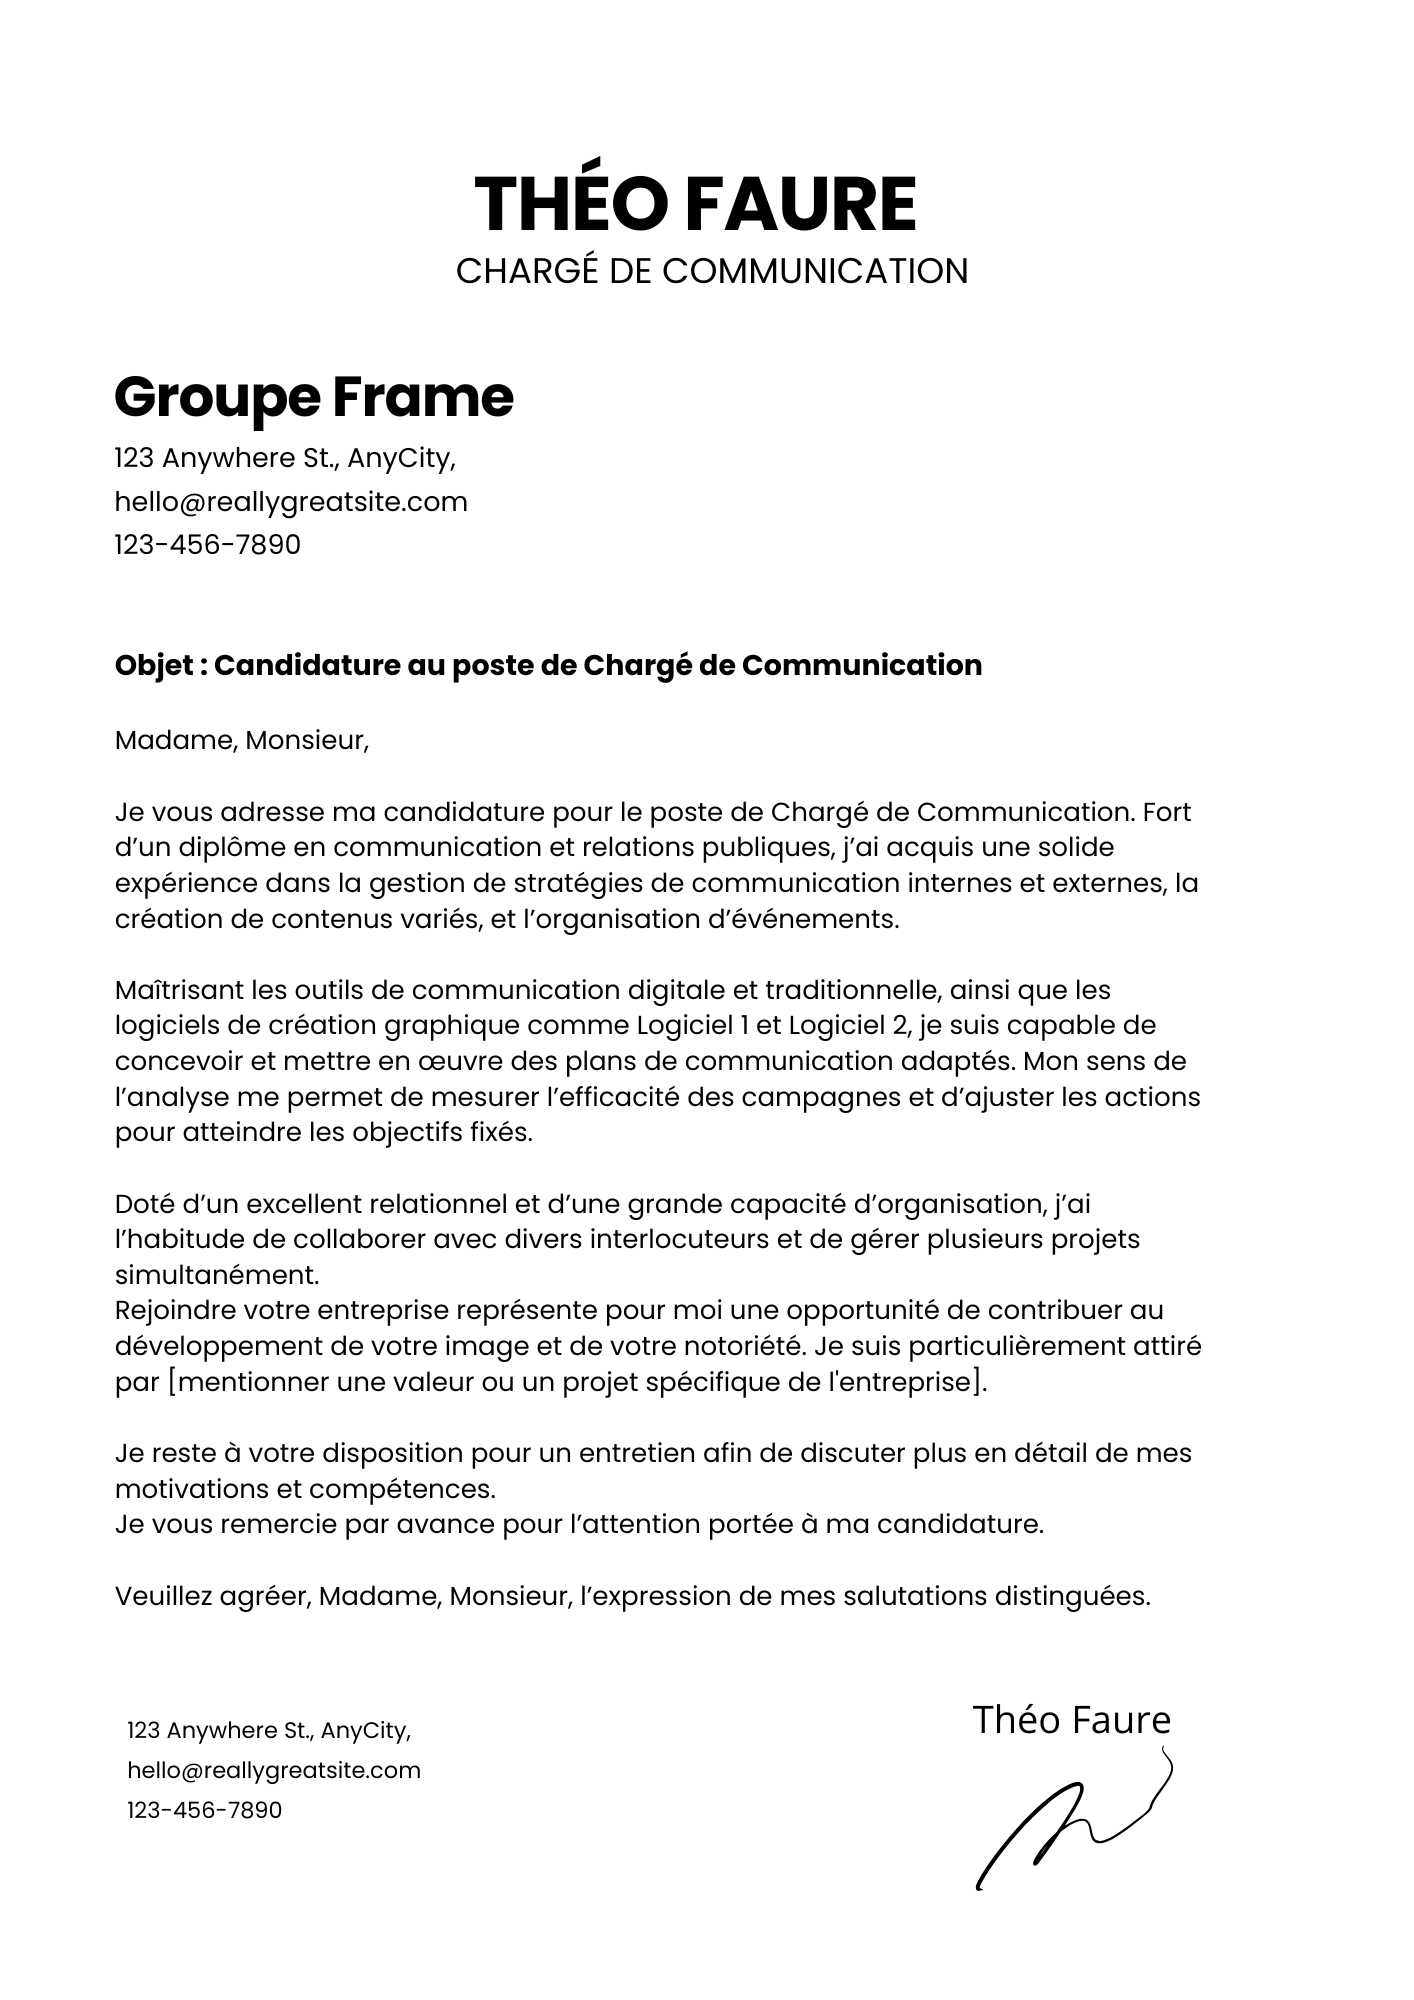 THÉO FAURE
CHARGÉ DE COMMUNICATION
Groupe Frame
123 Anywhere St., AnyCity,
hello@reallygreatsite.com
123-456-7890
Objet : Candidature au poste de Chargé de Communication
Madame, Monsieur,
Je vous adresse ma candidature pour le poste de Chargé de Communication. Fort
d’un diplôme en communication et relations publiques, j’ai acquis une solide
expérience dans la gestion de stratégies de communication internes et externes, la
création de contenus variés, et l’organisation d’événements.
Maîtrisant les outils de communication digitale et traditionnelle, ainsi que les
logiciels de création graphique comme Logiciel 1 et Logiciel 2, je suis capable de
concevoir et mettre en œuvre des plans de communication adaptés. Mon sens de
l’analyse me permet de mesurer l’efficacité des campagnes et d’ajuster les actions
pour atteindre les objectifs fixés.
Doté d’un excellent relationnel et d’une grande capacité d’organisation, j’ai
l’habitude de collaborer avec divers interlocuteurs et de gérer plusieurs projets
simultanément.
Rejoindre votre entreprise représente pour moi une opportunité de contribuer au
développement de votre image et de votre notoriété. Je suis particulièrement attiré
par [mentionner une valeur ou un projet spécifique de l'entreprise].
Je reste à votre disposition pour un entretien afin de discuter plus en détail de mes
motivations et compétences.
Je vous remercie par avance pour l’attention portée à ma candidature.
Veuillez agréer, Madame, Monsieur, l’expression de mes salutations distinguées.
123 Anywhere St., AnyCity,
hello@reallygreatsite.com
123-456-7890
Théo Faure